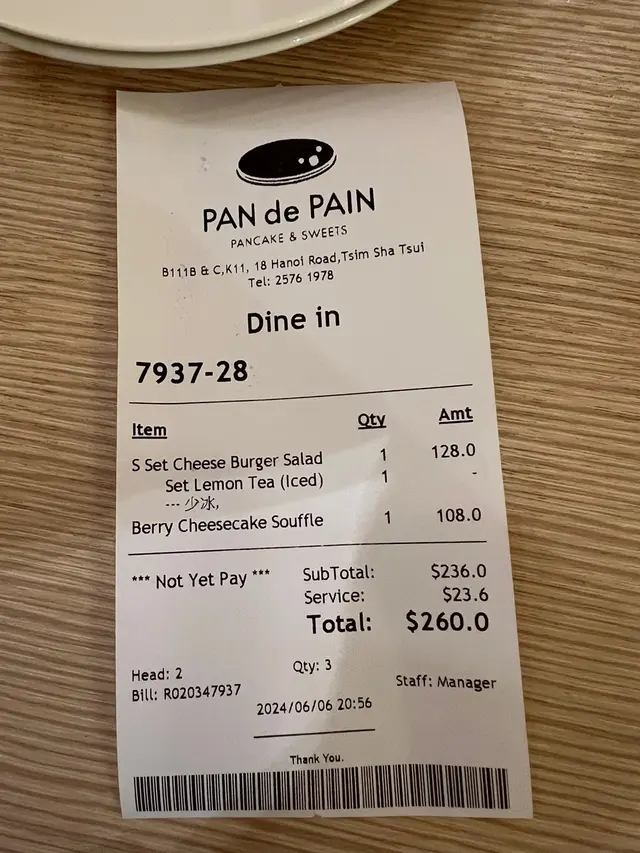 PAN de PAIN
PANCAKE & SWEETS
B111B & C,K11, 18 Hanoi Road,Tsim Sha Tsui
Tel: 2576 1978
Dine in
7937-28
Item Qty Amt
S Set Cheese Burger Salad 1 128.0
Set Lemon Tea (Iced) 1 -
--- 少冰,
Berry Cheesecake Souffle 1 108.0
*** Not Yet Pay *** SubTotal: $236.0
Service: $23.6
Total: $260.0
Head: 2 Qty: 3
Bill: R020347937 Staff: Manager
2024/06/06 20:56
Thank You.